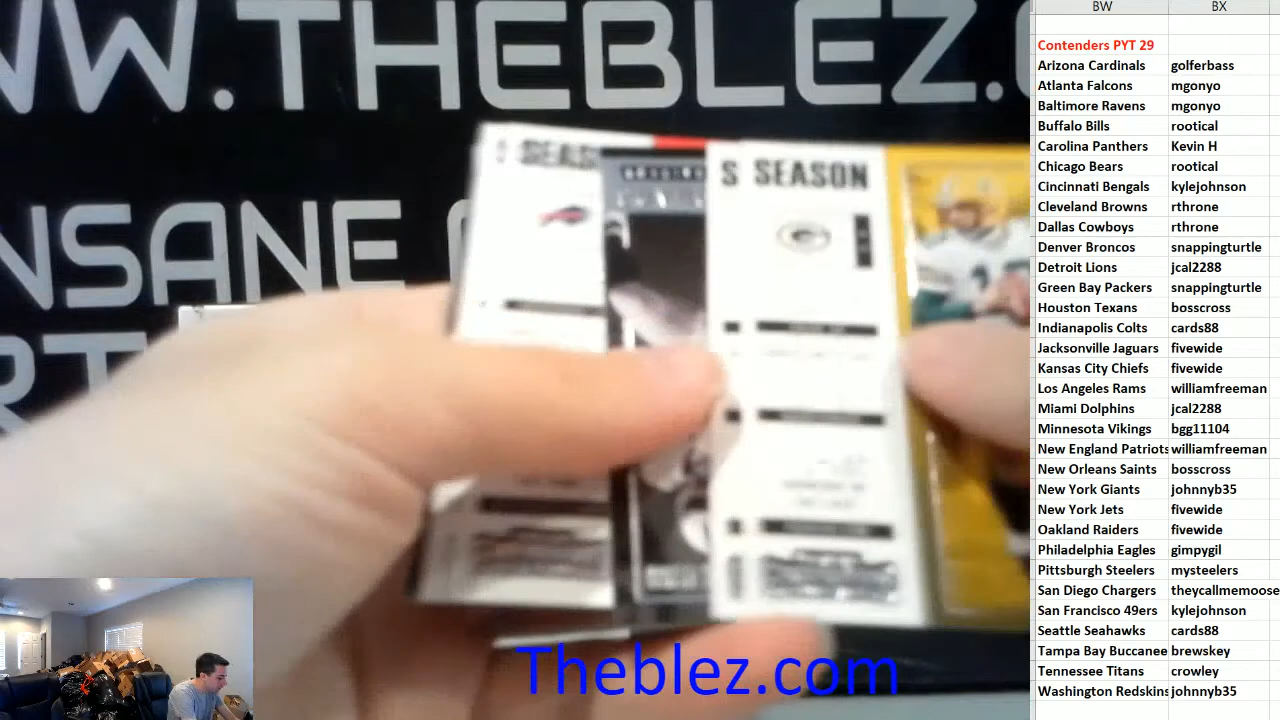 WW.THEBLEZ.C
NSANE
RT
SEAS
S SEASON
Theblez.com
BW BX
Contenders PYT 29
Arizona Cardinals golferbass
Atlanta Falcons mgonyo
Baltimore Ravens mgonyo
Buffalo Bills rootical
Carolina Panthers Kevin H
Chicago Bears rootical
Cincinnati Bengals kylejohnson
Cleveland Browns rthrone
Dallas Cowboys rthrone
Denver Broncos snappingturtle
Detroit Lions jcal2288
Green Bay Packers snappingturtle
Houston Texans bosscross
Indianapolis Colts cards88
Jacksonville Jaguars fivewide
Kansas City Chiefs fivewide
Los Angeles Rams williamfreeman
Miami Dolphins jcal2288
Minnesota Vikings bgg11104
New England Patriots williamfreeman
New Orleans Saints bosscross
New York Giants johnnyb35
New York Jets fivewide
Oakland Raiders fivewide
Philadelphia Eagles gimpygil
Pittsburgh Steelers mysteelers
San Diego Chargers theycallmemoose
San Francisco 49ers kylejohnson
Seattle Seahawks cards88
Tampa Bay Buccanee brewskey
Tennessee Titans crowley
Washington Redskins johnnyb35